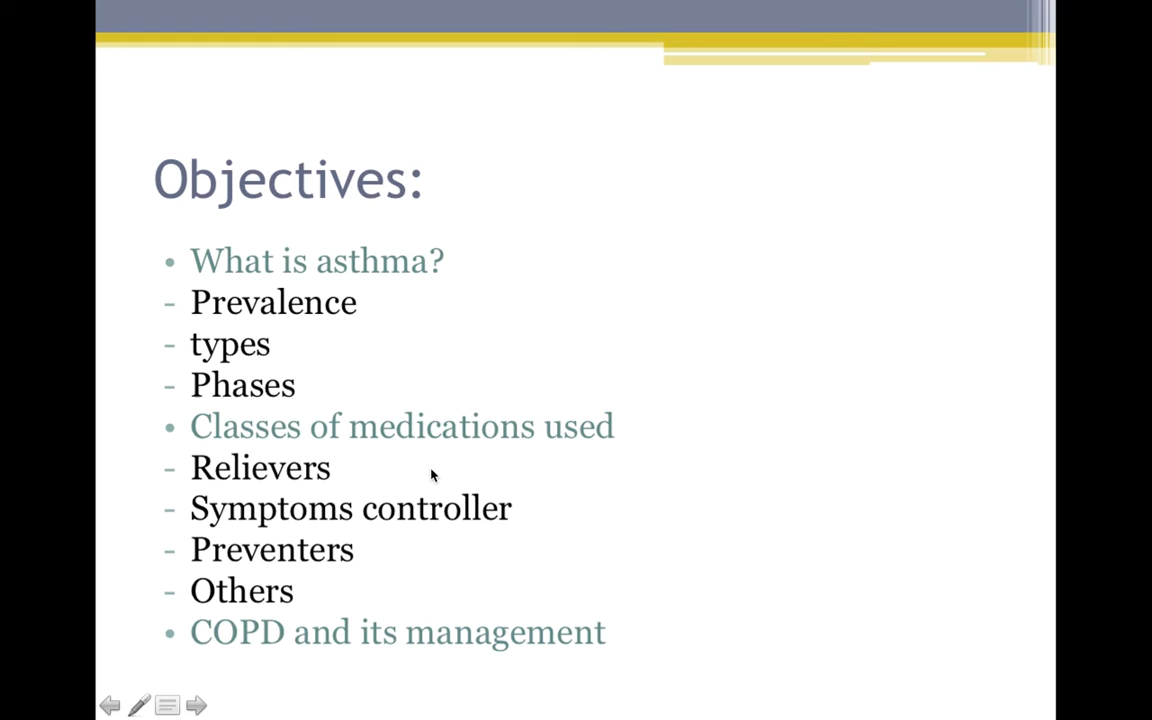 Objectives:
• What is asthma?
- Prevalence
- types
- Phases
• Classes of medications used
- Relievers
- Symptoms controller
- Preventers
- Others
• COPD and its management